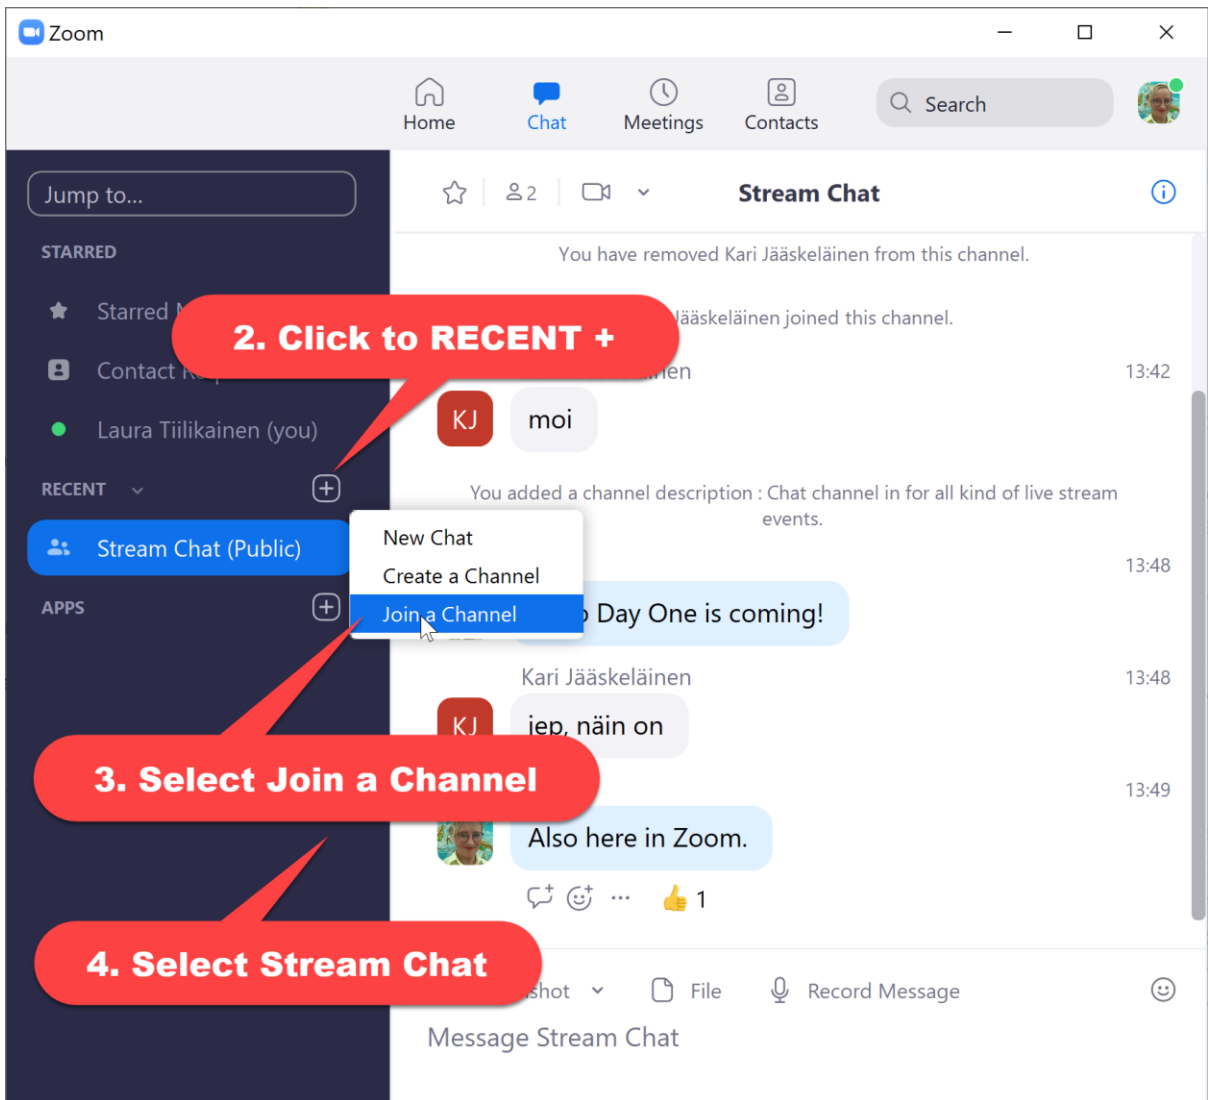 Zoom
Home
Chat
Meetings
Contacts
Search
Jump to...
2
Stream Chat
STARRED
You have removed Kari Jääskeläinen from this channel.
Starred
2. Click to RECENT +
joined this channel.
Contact
13:42
KJ
moi
Laura Tiilikainen (you)
RECENT
You added a channel description : Chat channel in for all kind of live stream
events.
Stream Chat (Public)
New Chat
Create a Channel
Join a Channel
13:48
APPS
Day One is coming!
Kari Jääskeläinen
13:48
KJ
jep, näin on
3. Select Join a Channel
13:49
Also here in Zoom.
1
4. Select Stream Chat
File
Record Message
Message Stream Chat